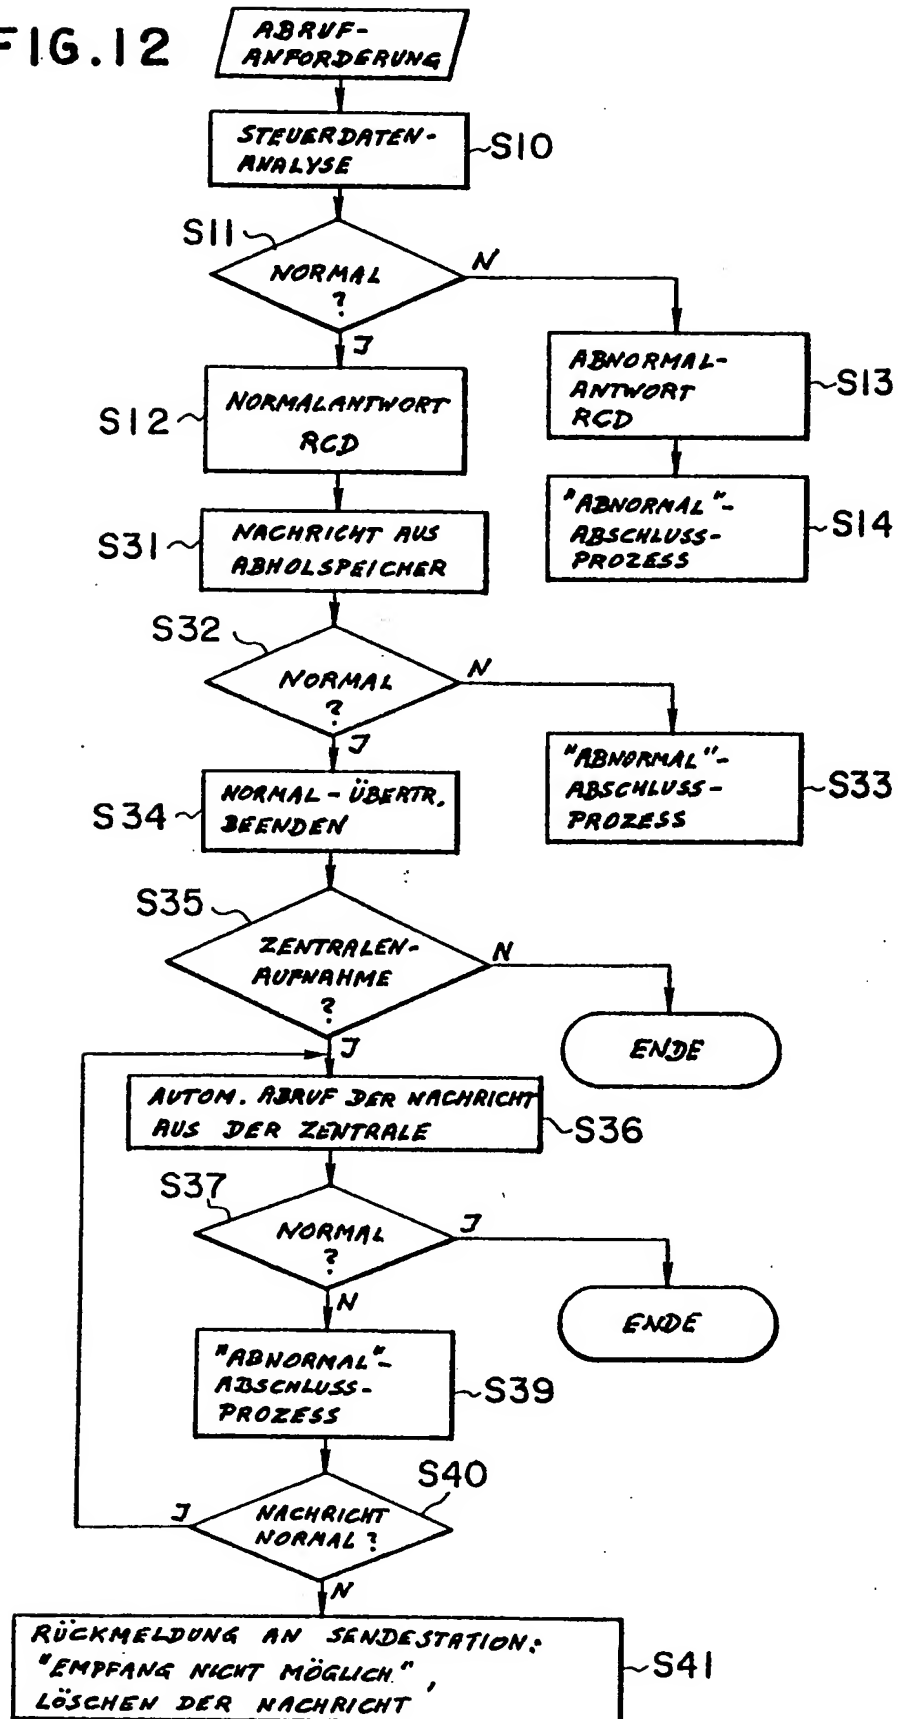 FIG.12
ABRUF-
ANFORDERUNG
STEUERDATEN-
ANALYSE
S10
S11
NORMAL
?
N
J
ABNORMAL-
ANTWORT
RCD
S13
S12
NORMALANTWORT
RCD
"ABNORMAL"-
ABSCHLUSS-
PROZESS
S14
S31
NACHRICHT AUS
ABHOLSPEICHER
S32
NORMAL
?
N
J
"ABNORMAL"-
ABSCHLUSS-
PROZESS
S33
S34
NORMAL-ÜBERTR.
BEENDEN
S35
ZENTRALEN-
AUFNAHME
?
N
J
ENDE
AUTOM. ABRUF DER NACHRICHT
AUS DER ZENTRALE
S36
S37
NORMAL
?
J
N
ENDE
"ABNORMAL"-
ABSCHLUSS-
PROZESS
S39
S40
NACHRICHT
NORMAL?
J
N
RÜCKMELDUNG AN SENDESTATION:
"EMPFANG NICHT MÖGLICH",
LÖSCHEN DER NACHRICHT
S41